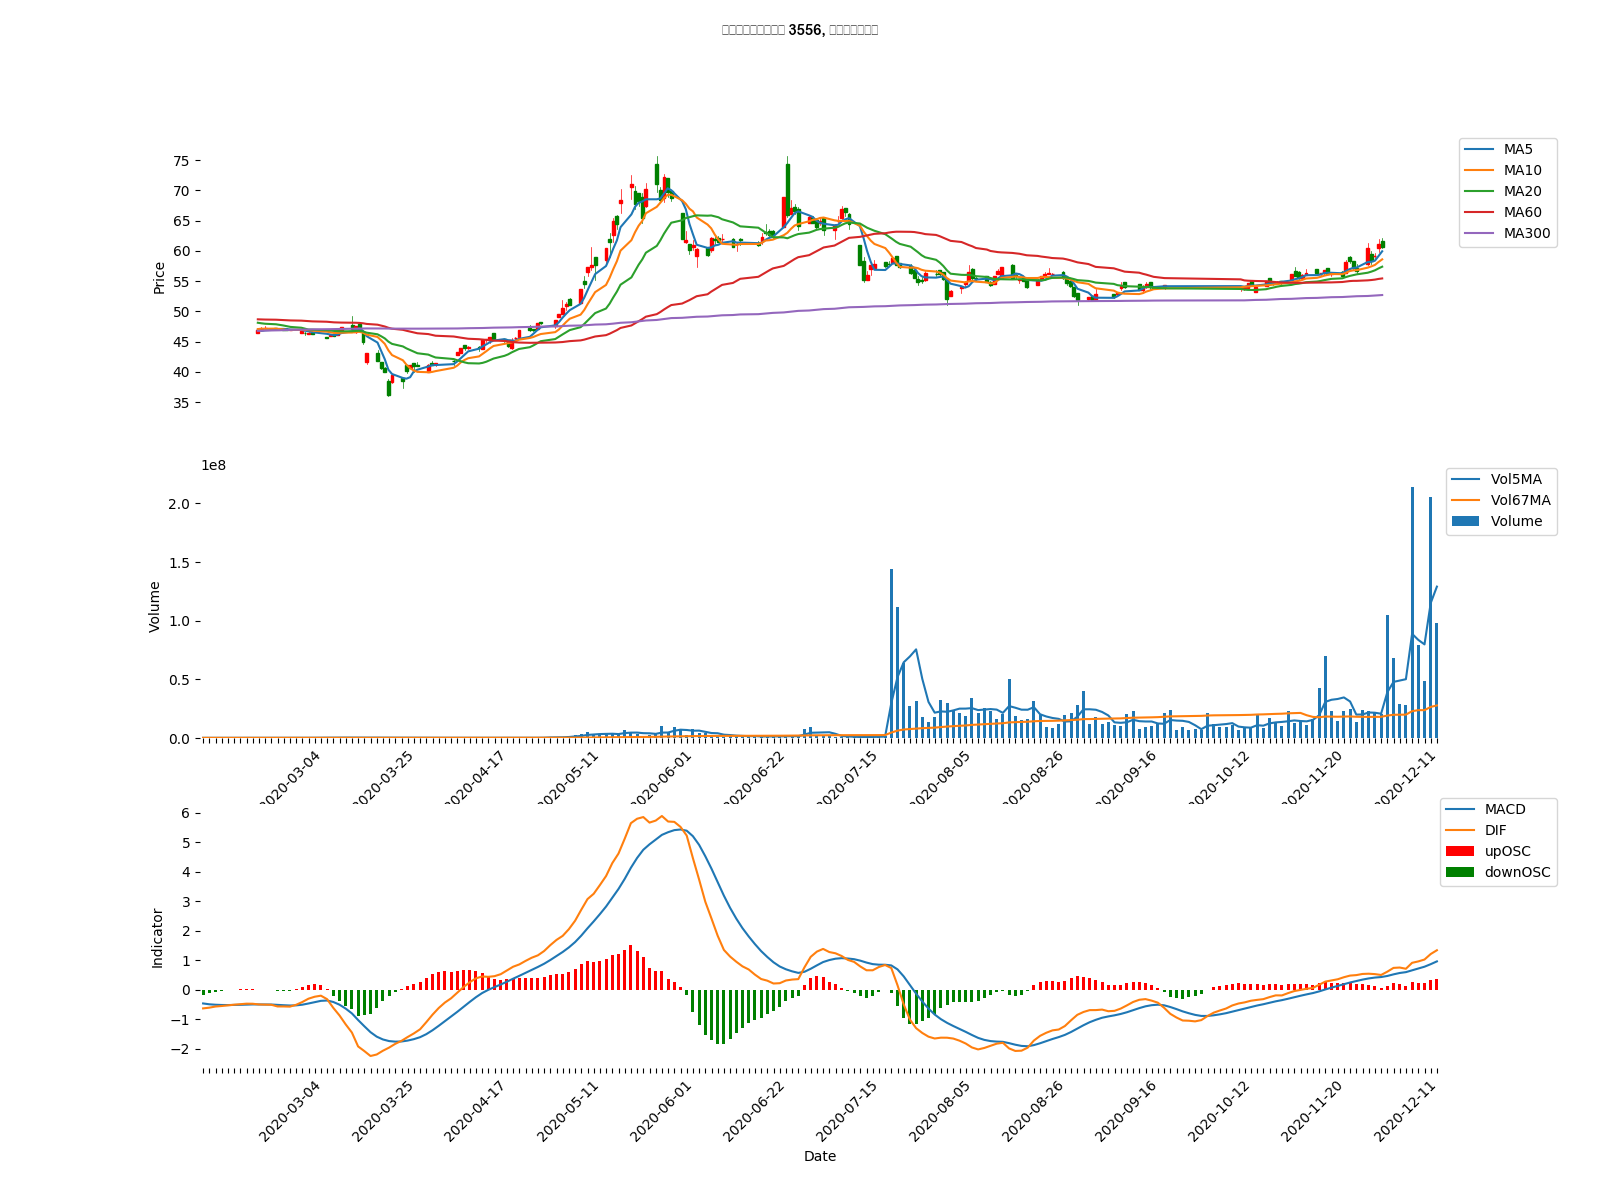 3556,
75
70
65
60
55
50
45
40
35
Price
MA5
MA10
MA20
MA60
MA300
1e8
2.0
1.5
1.0
0.5
0.0
Volume
Vol5MA
Vol67MA
Volume
2020-03-04
2020-03-25
2020-04-17
2020-05-11
2020-06-01
2020-06-22
2020-07-15
2020-08-05
2020-08-26
2020-09-16
2020-10-12
2020-11-20
2020-12-11
6
5
4
3
2
1
0
−1
−2
Indicator
MACD
DIF
upOSC
downOSC
2020-03-04
2020-03-25
2020-04-17
2020-05-11
2020-06-01
2020-06-22
2020-07-15
2020-08-05
2020-08-26
2020-09-16
2020-10-12
2020-11-20
2020-12-11
Date